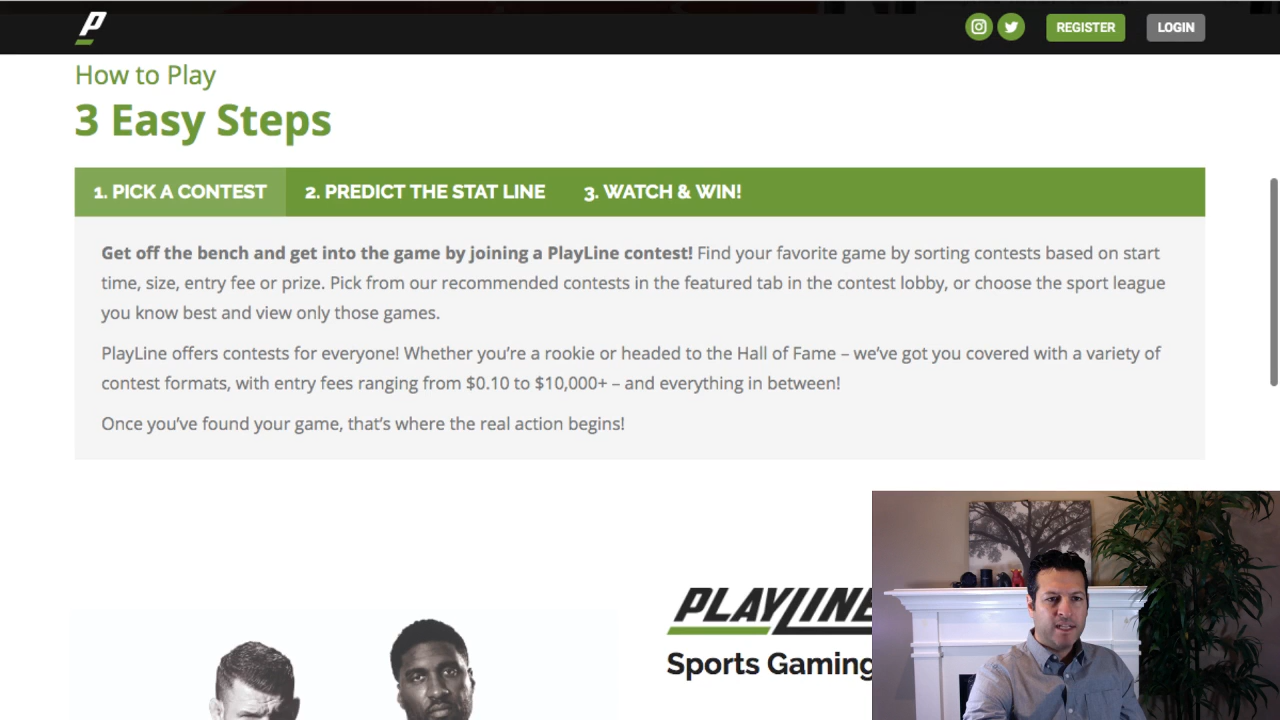 P
REGISTER
LOGIN
How to Play
3 Easy Steps
1. PICK A CONTEST
2. PREDICT THE STAT LINE
3. WATCH & WIN!
Get off the bench and get into the game by joining a PlayLine contest! Find your favorite game by sorting contests based on start
time, size, entry fee or prize. Pick from our recommended contests in the featured tab in the contest lobby, or choose the sport league
you know best and view only those games.
PlayLine offers contests for everyone! Whether you’re a rookie or headed to the Hall of Fame – we’ve got you covered with a variety of
contest formats, with entry fees ranging from $0.10 to $10,000+ – and everything in between!
Once you’ve found your game, that’s where the real action begins!
PLAYLINE
Sports Gaming